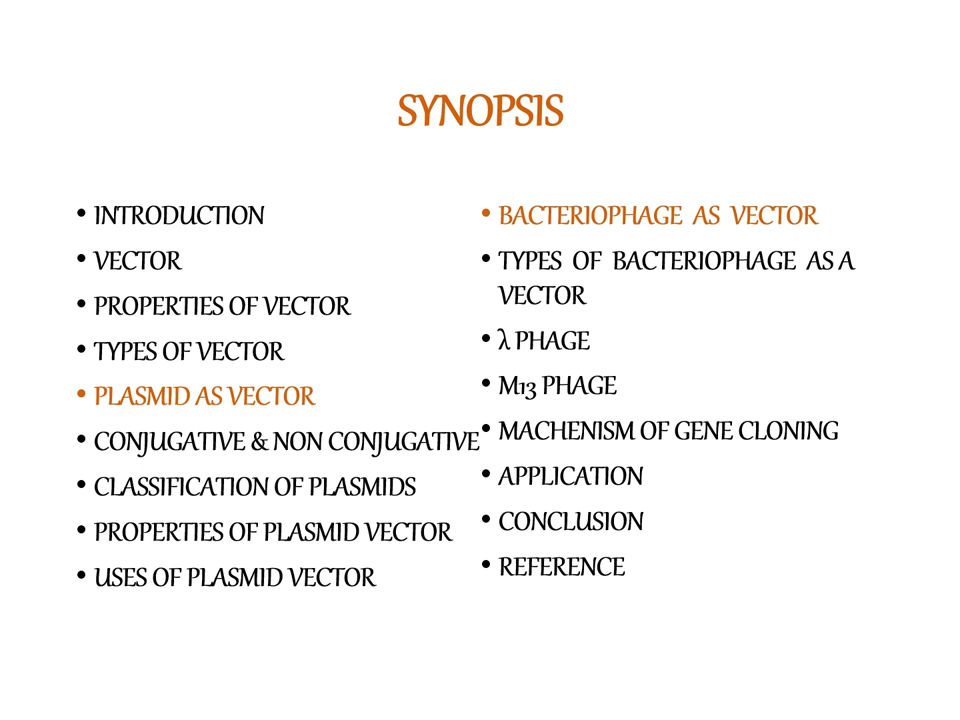 SYNOPSIS
• INTRODUCTION
• VECTOR
• PROPERTIES OF VECTOR
• TYPES OF VECTOR
• PLASMID AS VECTOR
• CONJUGATIVE & NON CONJUGATIVE
• CLASSIFICATION OF PLASMIDS
• PROPERTIES OF PLASMID VECTOR
• USES OF PLASMID VECTOR
• BACTERIOPHAGE AS VECTOR
• TYPES OF BACTERIOPHAGE AS A
VECTOR
• λ PHAGE
• M13 PHAGE
• MACHENISM OF GENE CLONING
• APPLICATION
• CONCLUSION
• REFERENCE